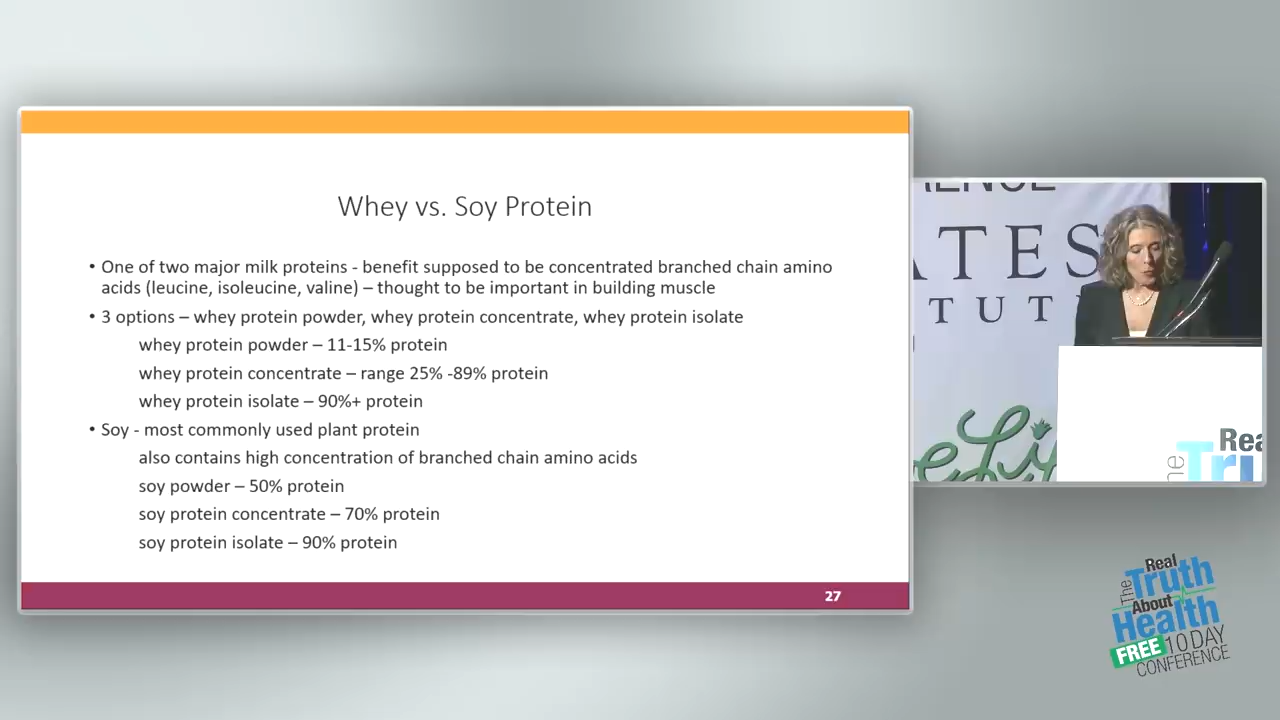 Whey vs. Soy Protein
• One of two major milk proteins - benefit supposed to be concentrated branched chain amino
acids (leucine, isoleucine, valine) – thought to be important in building muscle
• 3 options – whey protein powder, whey protein concentrate, whey protein isolate
whey protein powder – 11-15% protein
whey protein concentrate – range 25% -89% protein
whey protein isolate – 90%+ protein
• Soy - most commonly used plant protein
also contains high concentration of branched chain amino acids
soy powder – 50% protein
soy protein concentrate – 70% protein
soy protein isolate – 90% protein
27
ATES
TUT
Rea
Tru
The
Real
Truth
About
Health
FREE 10 DAY
CONFERENCE